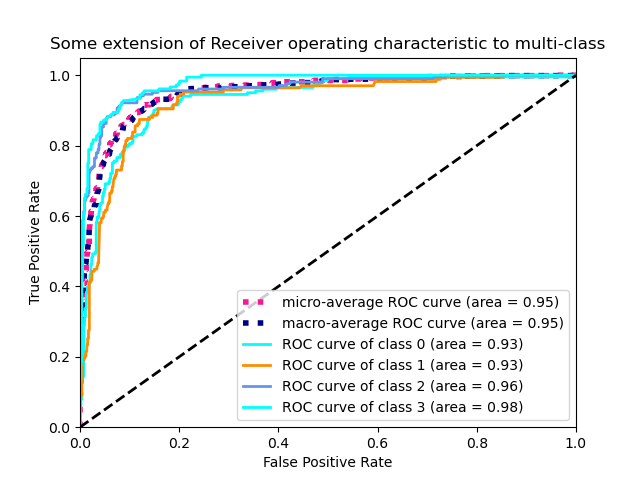 Some extension of Receiver operating characteristic to multi-class
1.0
0.8
0.6
0.4
0.2
0.0
True Positive Rate
micro-average ROC curve (area = 0.95)
macro-average ROC curve (area = 0.95)
ROC curve of class 0 (area = 0.93)
ROC curve of class 1 (area = 0.93)
ROC curve of class 2 (area = 0.96)
ROC curve of class 3 (area = 0.98)
0.0 0.2 0.4 0.6 0.8 1.0
False Positive Rate